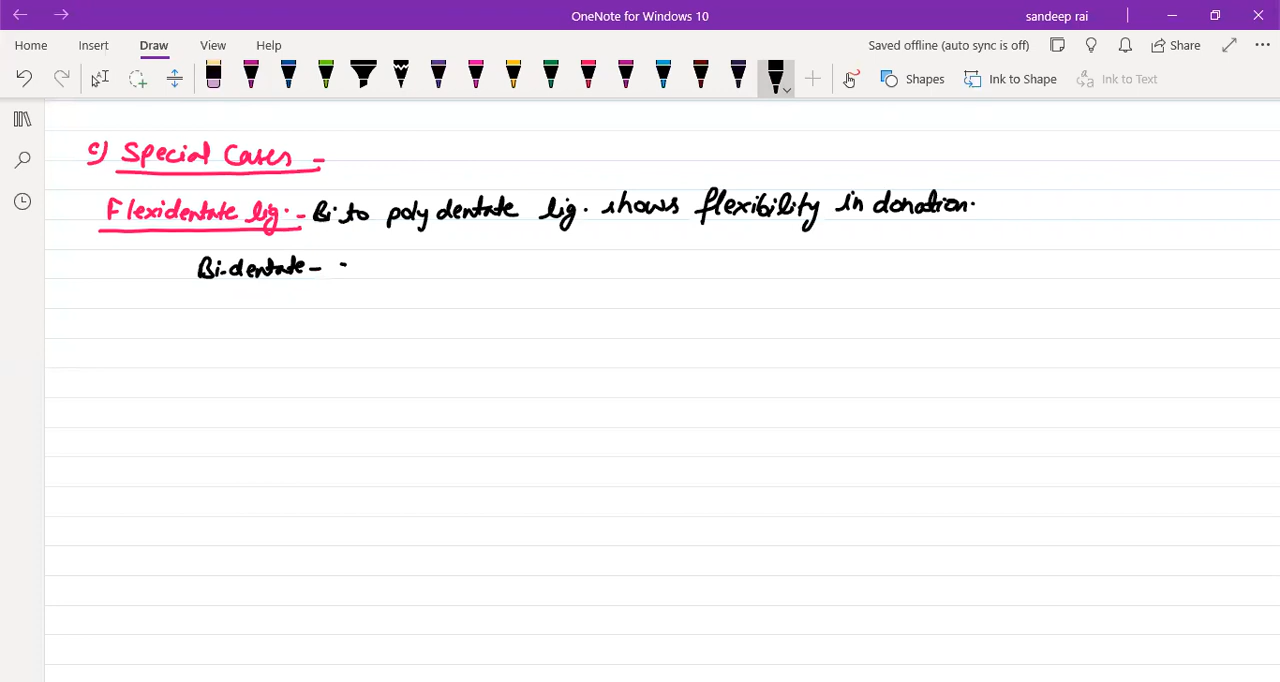 OneNote for Windows 10
sandeep rai
Home Insert Draw View Help
Saved offline (auto sync is off) Share
Shapes Ink to Shape Ink to Text
c) Special Cases -
Flexidentate lig. - Bi to poly dentate lig. shows flexibility in donation.
Bi-dentate -